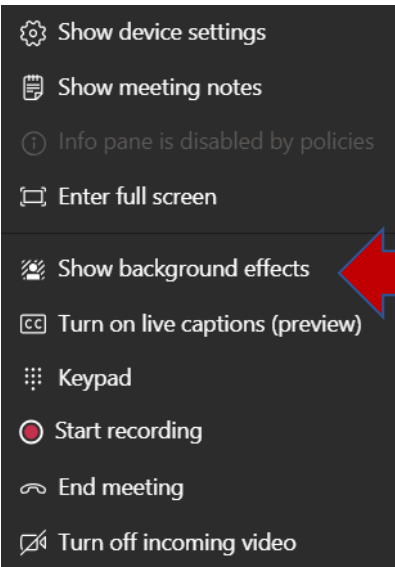 Show device settings
Show meeting notes
Info pane is disabled by policies
Enter full screen
Show background effects
CC Turn on live captions (preview)
Keypad
Start recording
End meeting
Turn off incoming video